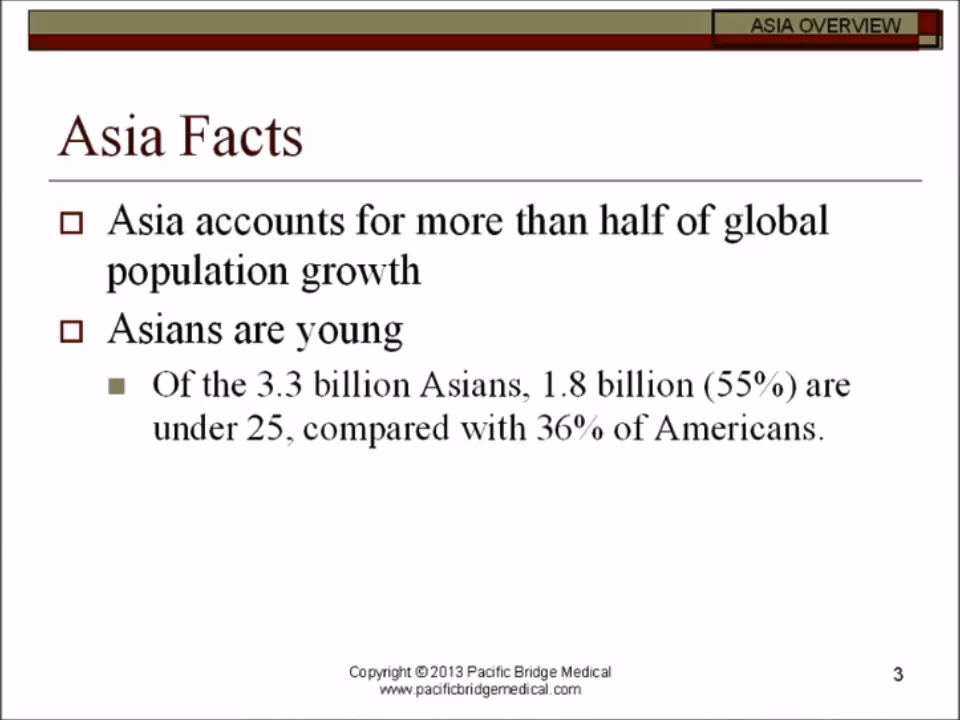 ASIA OVERVIEW
Asia Facts
Asia accounts for more than half of global
population growth
Asians are young
Of the 3.3 billion Asians, 1.8 billion (55%) are
under 25, compared with 36% of Americans.
Copyright © 2013 Pacific Bridge Medical
www.pacificbridgemedical.com
3